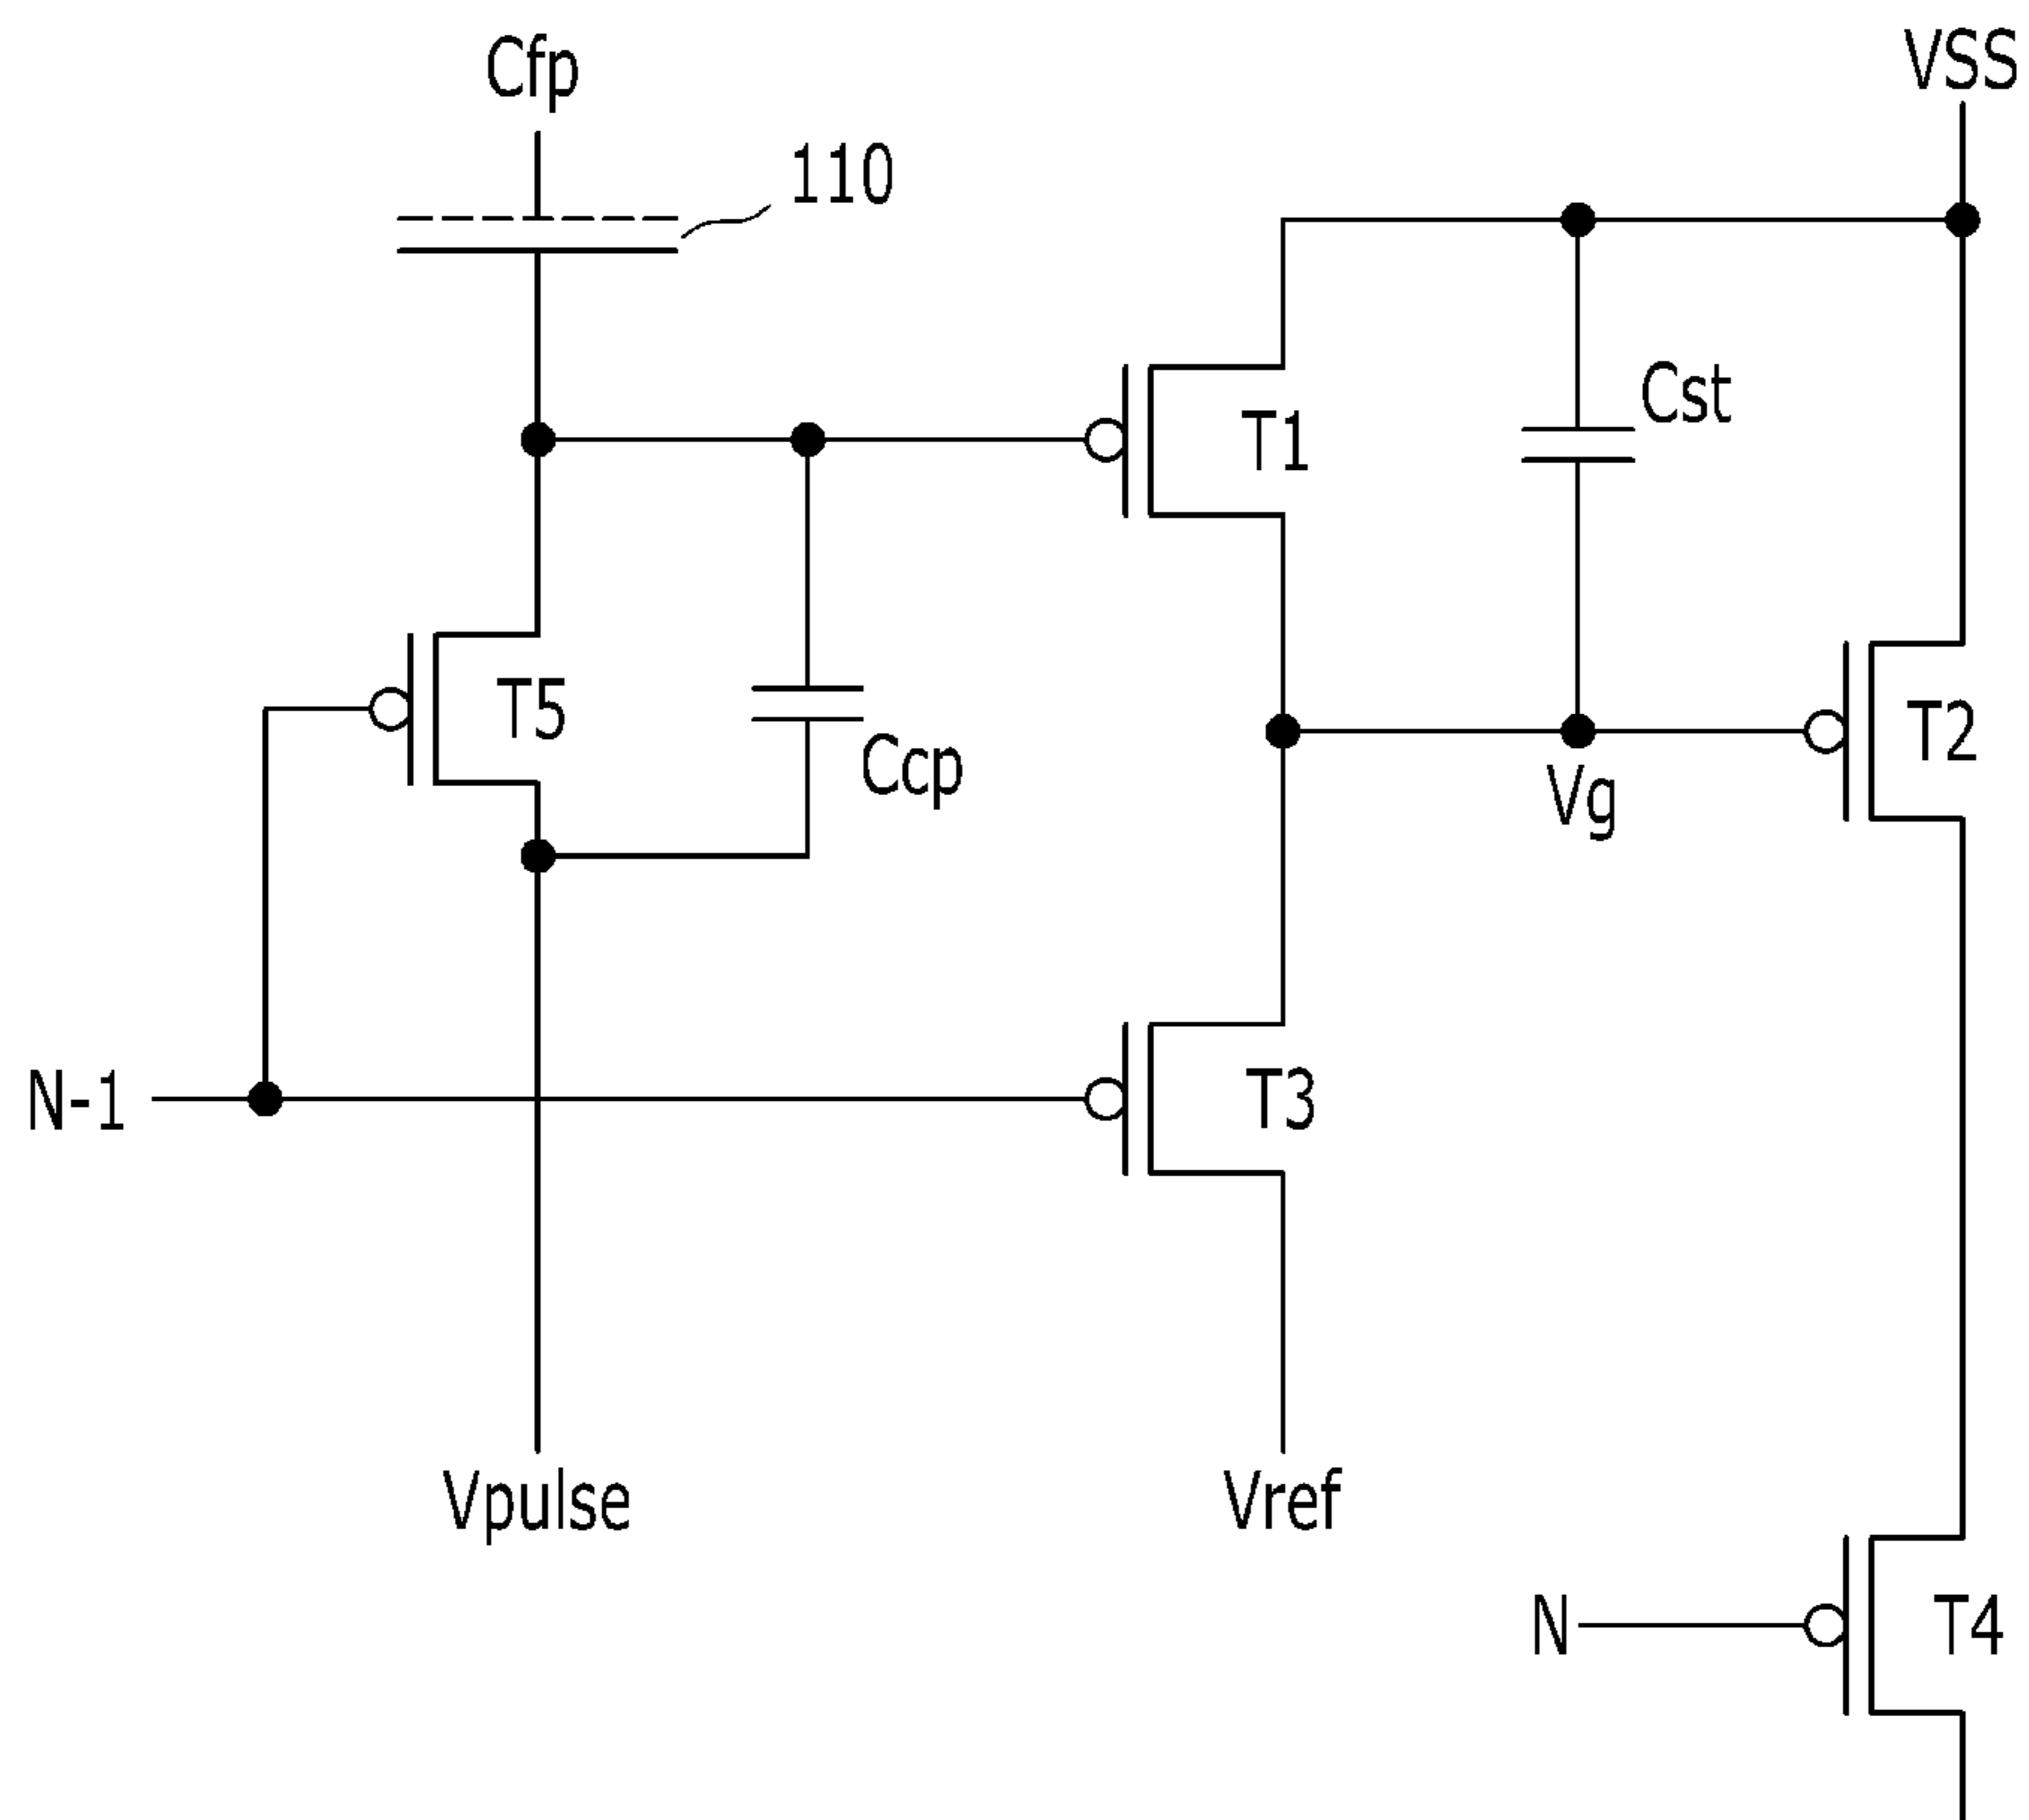 Cfp
VSS
110
Cst
T1
T5
T2
Ccp
Vg
N-1
T3
Vpulse
Vref
N
T4